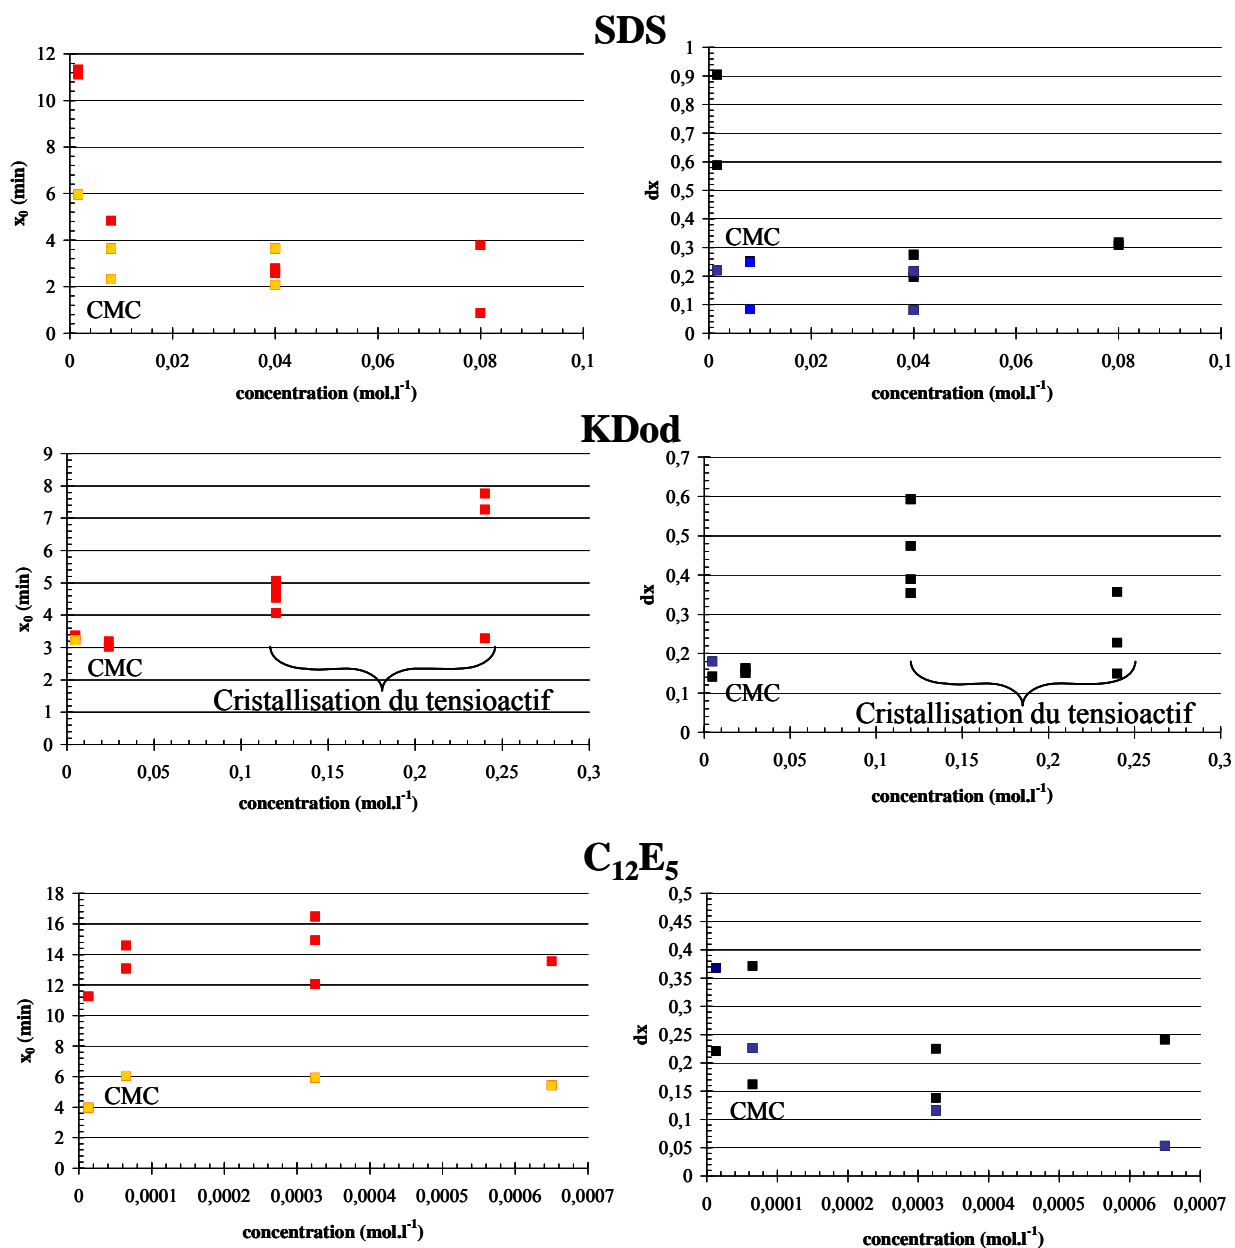 SDS
12
10
8
6
4
2
0
x₀ (min)
CMC
0 0,02 0,04 0,06 0,08 0,1
concentration (mol.l⁻¹)
1
0,9
0,8
0,7
0,6
0,5
0,4
0,3
0,2
0,1
0
dx
CMC
0 0,02 0,04 0,06 0,08 0,1
concentration (mol.l⁻¹)
KDod
9
8
7
6
5
4
3
2
1
0
x₀ (min)
CMC
Cristallisation du tensioactif
0 0,05 0,1 0,15 0,2 0,25 0,3
concentration (mol.l⁻¹)
0,7
0,6
0,5
0,4
0,3
0,2
0,1
0
dx
CMC
Cristallisation du tensioactif
0 0,05 0,1 0,15 0,2 0,25 0,3
concentration (mol.l⁻¹)
C₁₂E₅
18
16
14
12
10
8
6
4
2
0
x₀ (min)
CMC
0 0,0001 0,0002 0,0003 0,0004 0,0005 0,0006 0,0007
concentration (mol.l⁻¹)
0,5
0,45
0,4
0,35
0,3
0,25
0,2
0,15
0,1
0,05
0
dx
CMC
0 0,0001 0,0002 0,0003 0,0004 0,0005 0,0006 0,0007
concentration (mol.l⁻¹)